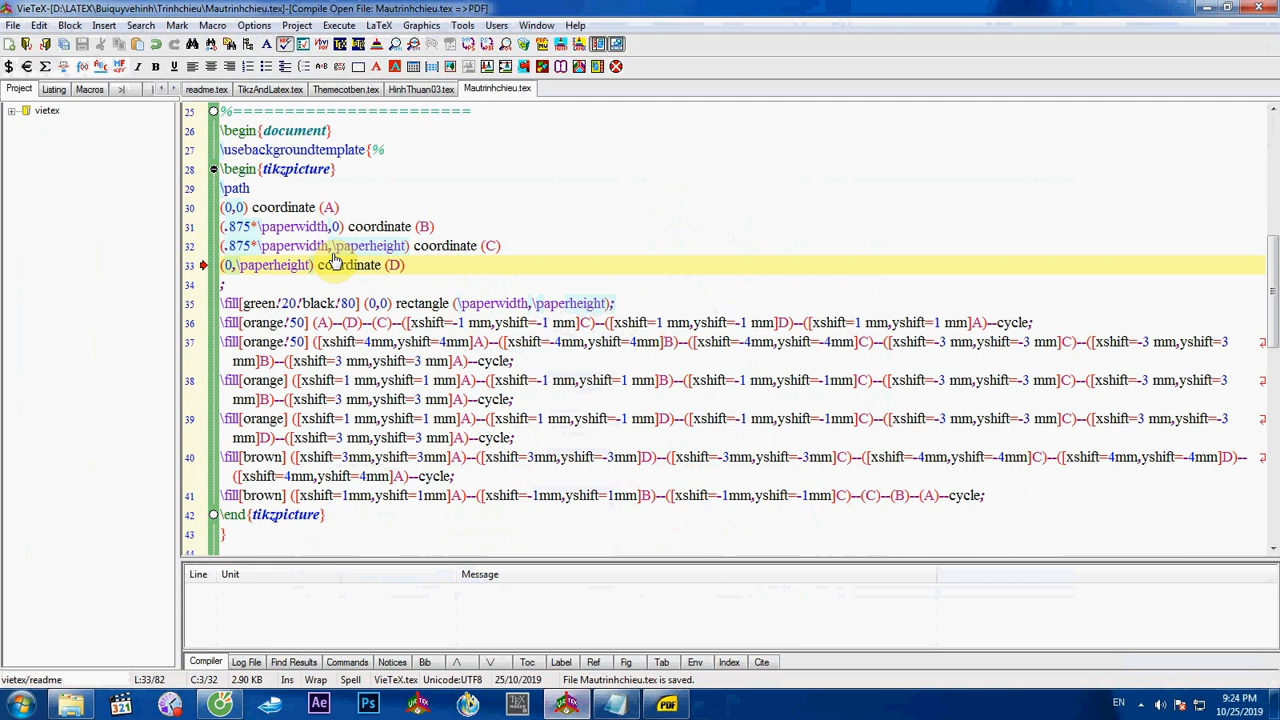 VieTeX-[D:\LATEX\Buiquyvehinh\Trinhchieu\Mautrinhchieu.tex]-[Compile Open File: Mautrinhchieu.tex =>PDF]
File Edit Block Insert Search Macro Options Project Execute LaTeX Graphics Tools Users Window Help
Project Listing Macros >| readme.tex TikzAndLatex.tex Themecotben.tex HinhThuan03.tex Mautrinhchieu.tex
vietex
25 %=======================
26 \begin{document}
27 \usebackgroundtemplate{%
28 \begin{tikzpicture}
29 \path
30 (0,0) coordinate (A)
31 (.875*\paperwidth,0) coordinate (B)
32 (.875*\paperwidth,\paperheight) coordinate (C)
33 (0,\paperheight) coordinate (D)
34 ;
35 \fill[green!20!black!80] (0,0) rectangle (\paperwidth,\paperheight);
36 \fill[orange!50] (A)--(D)--(C)--([xshift=-1 mm,yshift=-1 mm]C)--([xshift=1 mm,yshift=-1 mm]D)--([xshift=1 mm,yshift=1 mm]A)--cycle;
37 \fill[orange!50] ([xshift=4mm,yshift=4mm]A)--([xshift=-4mm,yshift=4mm]B)--([xshift=-4mm,yshift=-4mm]C)--([xshift=-3 mm,yshift=-3 mm]C)--([xshift=-3 mm,yshift=3
mm]B)--([xshift=3 mm,yshift=3 mm]A)--cycle;
38 \fill[orange] ([xshift=1 mm,yshift=1 mm]A)--([xshift=-1 mm,yshift=1 mm]B)--([xshift=-1 mm,yshift=-1mm]C)--([xshift=-3 mm,yshift=-3 mm]C)--([xshift=-3 mm,yshift=3
mm]B)--([xshift=3 mm,yshift=3 mm]A)--cycle;
39 \fill[orange] ([xshift=1 mm,yshift=1 mm]A)--([xshift=1 mm,yshift=-1 mm]D)--([xshift=-1 mm,yshift=-1mm]C)--([xshift=-3 mm,yshift=-3 mm]C)--([xshift=3 mm,yshift=-3
mm]D)--([xshift=3 mm,yshift=3 mm]A)--cycle;
40 \fill[brown] ([xshift=3mm,yshift=3mm]A)--([xshift=3mm,yshift=-3mm]D)--([xshift=-3mm,yshift=-3mm]C)--([xshift=-4mm,yshift=-4mm]C)--([xshift=4mm,yshift=-4mm]D)--
([xshift=4mm,yshift=4mm]A)--cycle;
41 \fill[brown] ([xshift=1mm,yshift=1mm]A)--([xshift=-1mm,yshift=1mm]B)--([xshift=-1mm,yshift=-1mm]C)--(C)--(B)--(A)--cycle;
42 \end{tikzpicture}
43 }
44
Line Unit Message
Compiler Log File Find Results Commands Notices Bib /\ \/ Toc Label Ref Fig Tab Env Index Cite
vietex/readme L:33/82 C:3/32 2.90 KB Ins Wrap Spell VieTeX.tex Unicode:UTF8 25/10/2019 File Mautrinhchieu.tex is saved.
EN 9:24 PM
10/25/2019